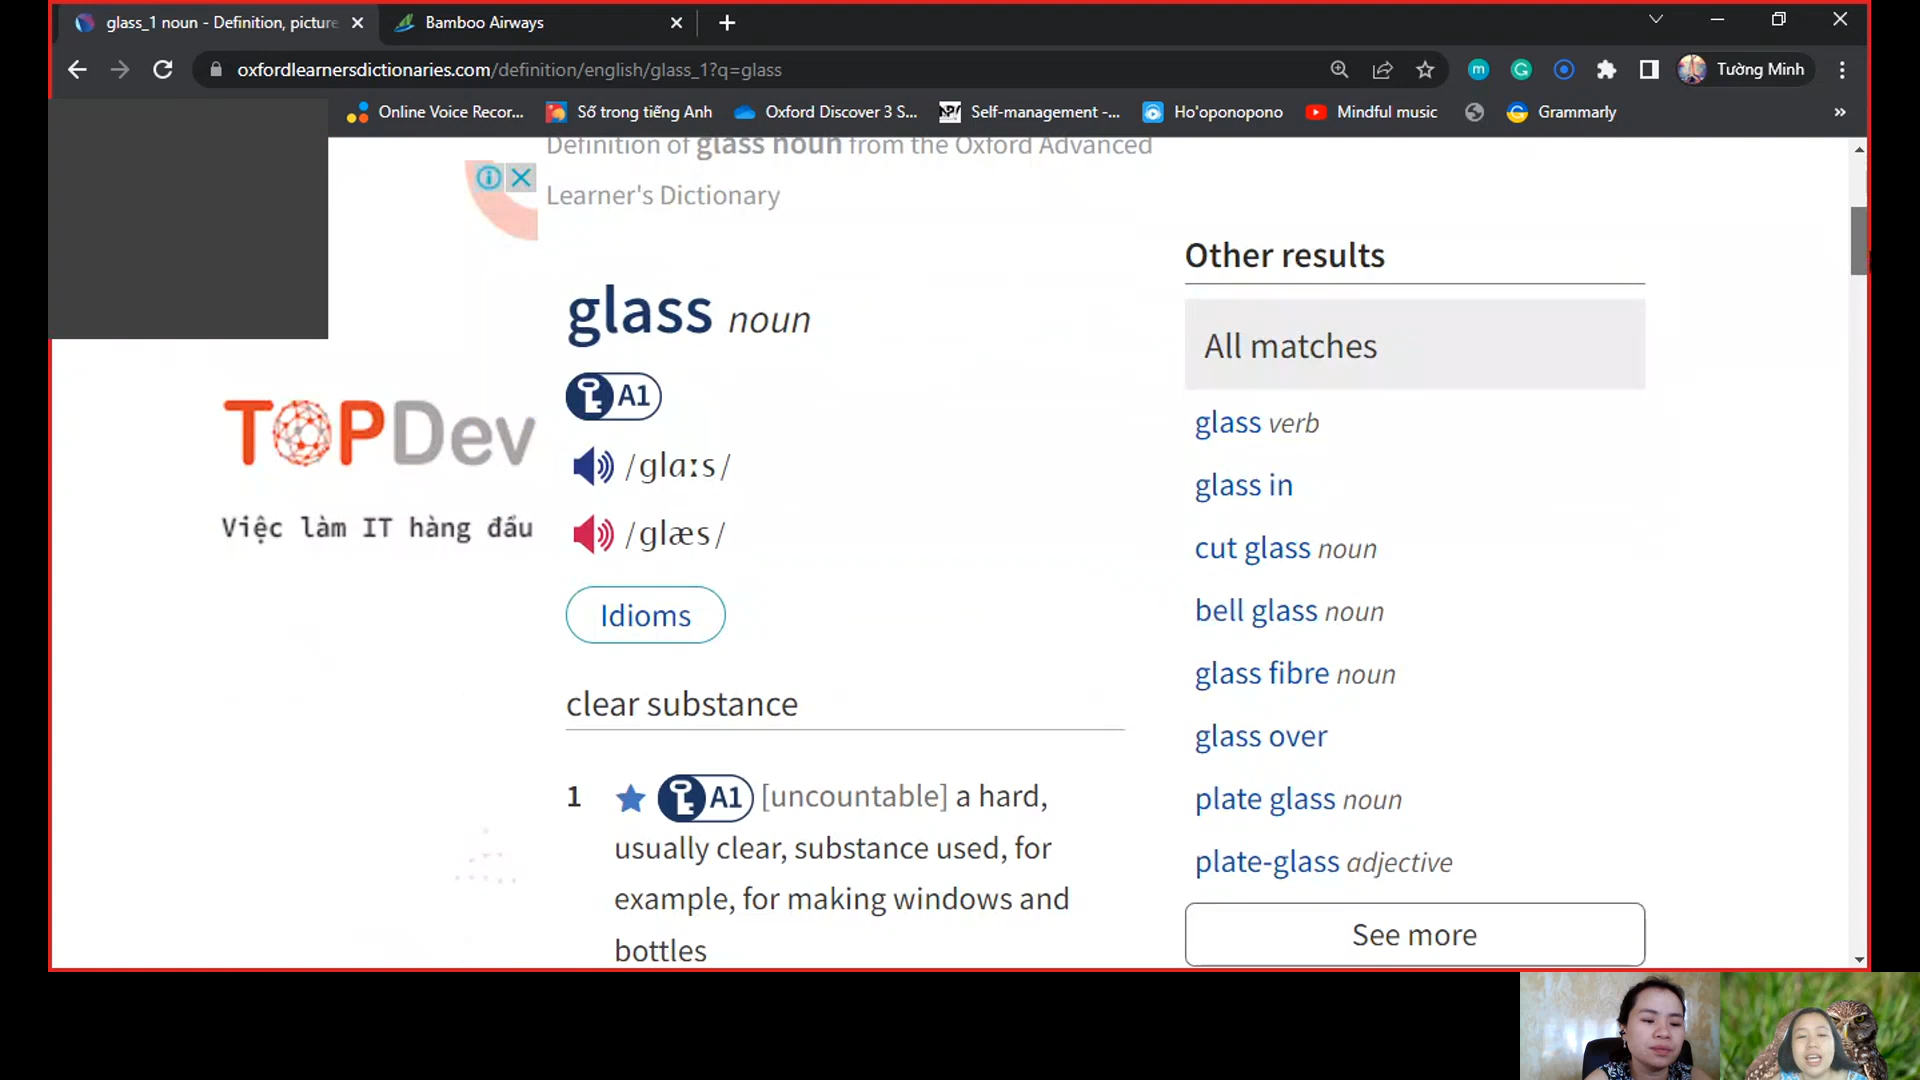 glass_1 noun - Definition, picture
Bamboo Airways
oxfordlearnersdictionaries.com/definition/english/glass_1?q=glass
Tường Minh
Online Voice Recor...
Số trong tiếng Anh
Oxford Discover 3 S...
Self-management -...
Ho'oponopono
Mindful music
Grammarly
»
Definition of glass noun from the Oxford Advanced
Learner's Dictionary
glass noun
A1
/ɡlɑːs/
/ɡlæs/
Idioms
clear substance
1 A1 [uncountable] a hard,
usually clear, substance used, for
example, for making windows and
bottles
TOPDev
Việc làm IT hàng đầu
Other results
All matches
glass verb
glass in
cut glass noun
bell glass noun
glass fibre noun
glass over
plate glass noun
plate-glass adjective
See more